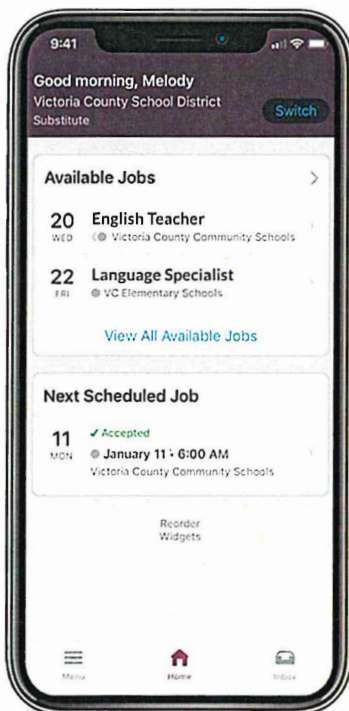 9:41
Good morning, Melody
Victoria County School District
Substitute
Switch
Available Jobs
20 English Teacher
WED Victoria County Community Schools
22 Language Specialist
FRI VC Elementary Schools
View All Available Jobs
Next Scheduled Job
✓ Accepted
11 January 11 - 6:00 AM
MON Victoria County Community Schools
Reorder
Widgets
Menu Home Inbox